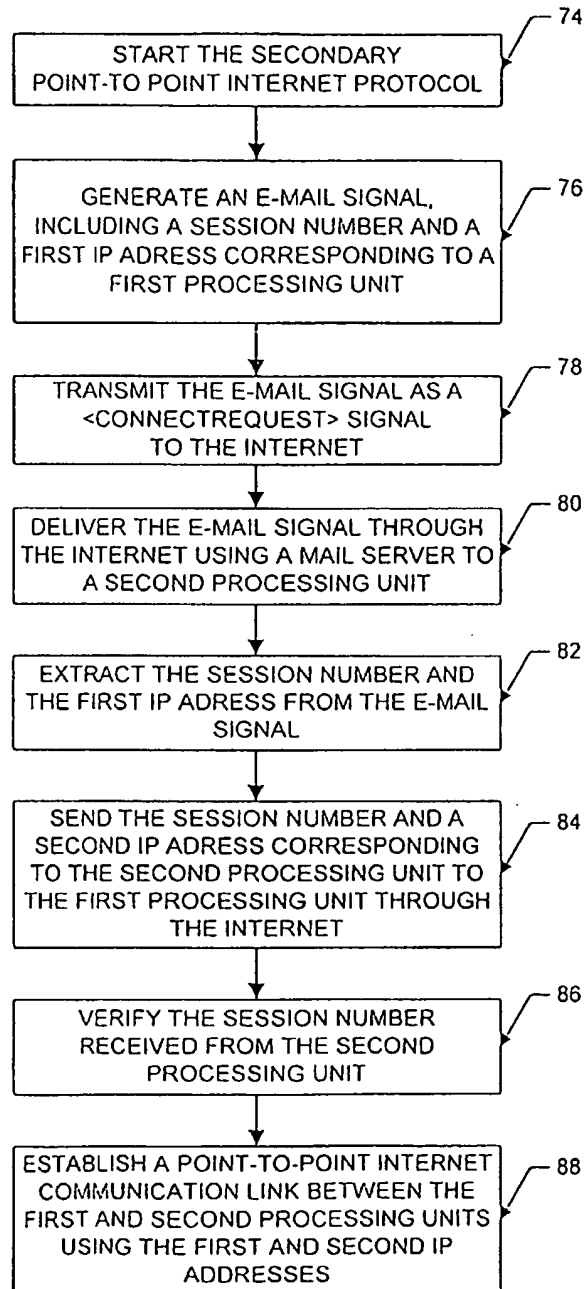 74
START THE SECONDARY
POINT-TO POINT INTERNET PROTOCOL
76
GENERATE AN E-MAIL SIGNAL,
INCLUDING A SESSION NUMBER AND A
FIRST IP ADRESS CORRESPONDING TO A
FIRST PROCESSING UNIT
78
TRANSMIT THE E-MAIL SIGNAL AS A
<CONNECTREQUEST> SIGNAL
TO THE INTERNET
80
DELIVER THE E-MAIL SIGNAL THROUGH
THE INTERNET USING A MAIL SERVER TO
A SECOND PROCESSING UNIT
82
EXTRACT THE SESSION NUMBER AND
THE FIRST IP ADRESS FROM THE E-MAIL
SIGNAL
84
SEND THE SESSION NUMBER AND A
SECOND IP ADRESS CORRESPONDING
TO THE SECOND PROCESSING UNIT TO
THE FIRST PROCESSING UNIT THROUGH
THE INTERNET
86
VERIFY THE SESSION NUMBER
RECEIVED FROM THE SECOND
PROCESSING UNIT
88
ESTABLISH A POINT-TO-POINT INTERNET
COMMUNICATION LINK BETWEEN THE
FIRST AND SECOND PROCESSING UNITS
USING THE FIRST AND SECOND IP
ADDRESSES